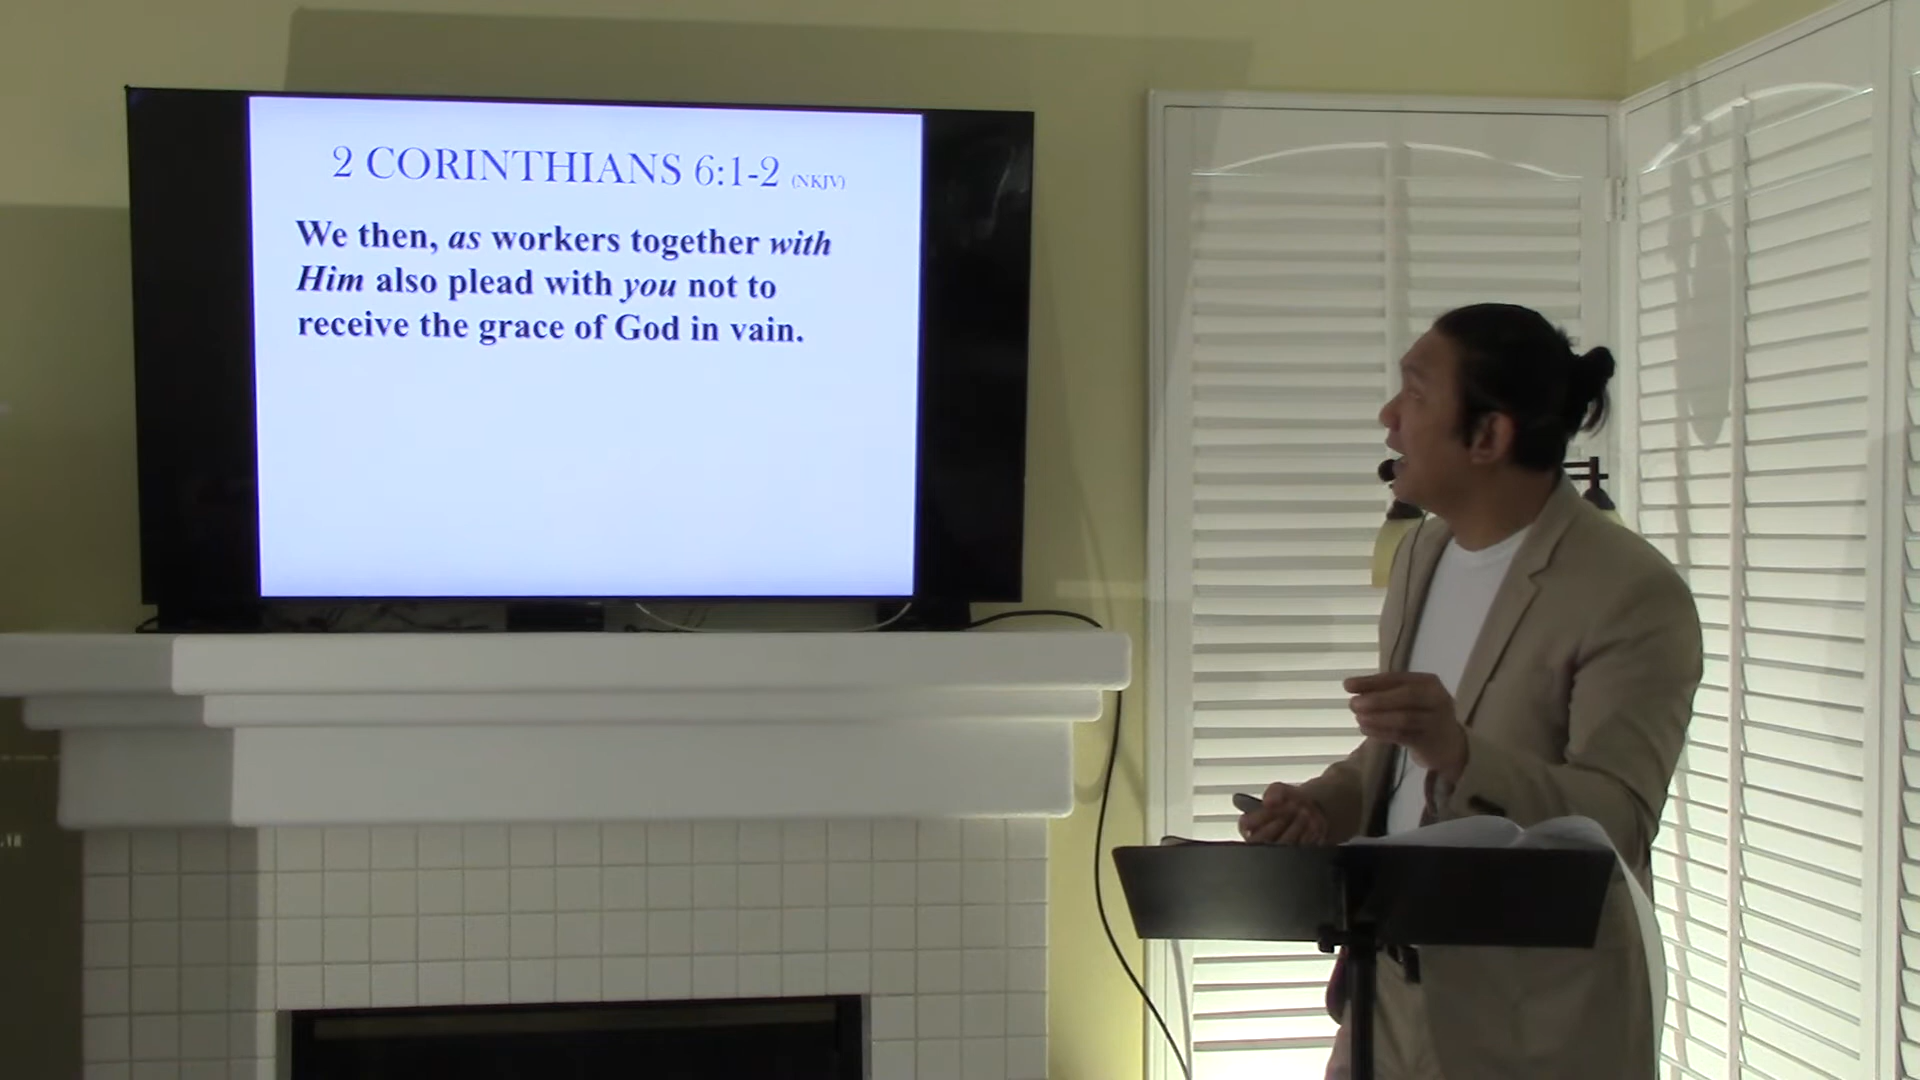 2 CORINTHIANS 6:1-2 (NKJV)
We then, as workers together with
Him also plead with you not to
receive the grace of God in vain.